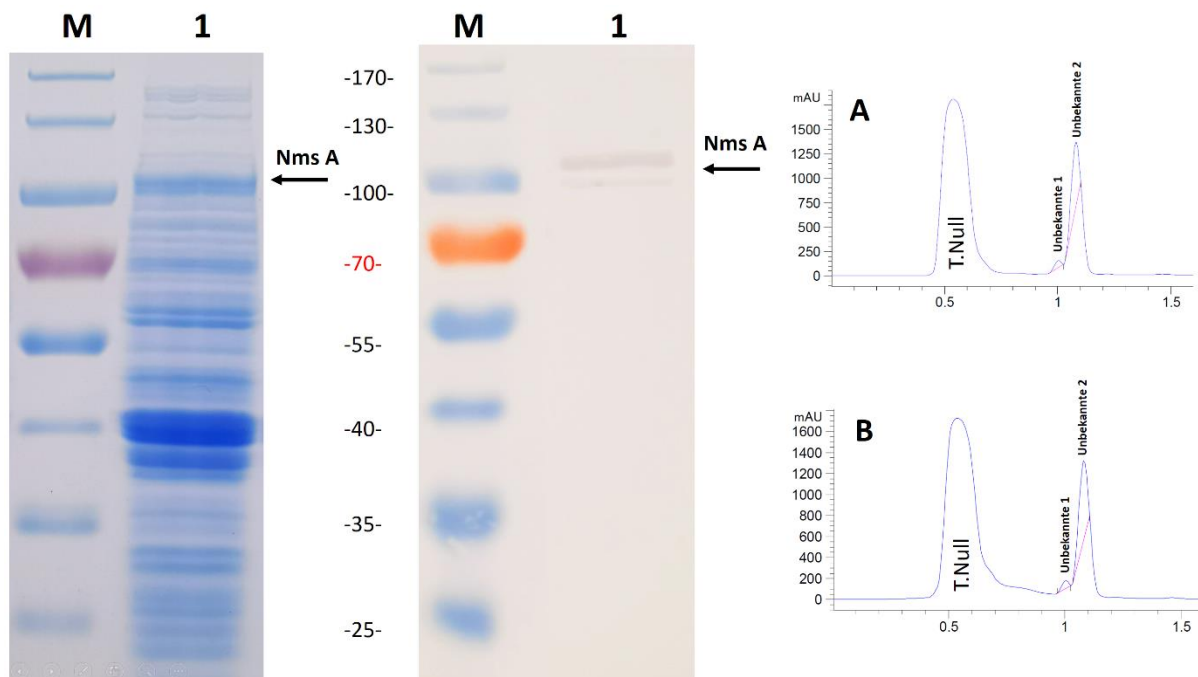 M 1
-170-
-130-
Nms A
-100-
-70-
-55-
-40-
-35-
-25-
M 1
Nms A
A
mAU
1500
1250
1000
750
500
250
0
0.5 1 1.5
T.Null
Unbekannte 1
Unbekannte 2
B
mAU
1600
1400
1200
1000
800
600
400
200
0
0.5 1 1.5
T.Null
Unbekannte 1
Unbekannte 2